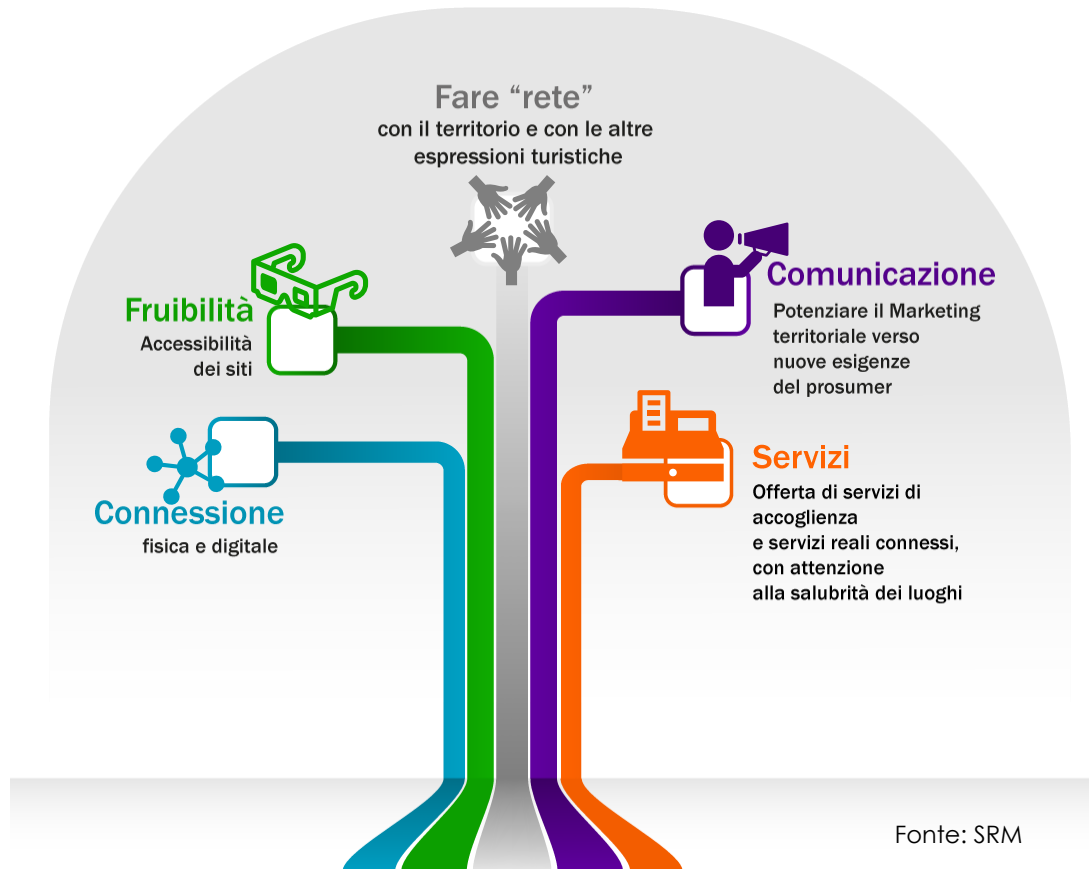 Fare “rete”
con il territorio e con le altre
espressioni turistiche
Fruibilità
Accessibilità
dei siti
Connessione
fisica e digitale
Comunicazione
Potenziare il Marketing
territoriale verso
nuove esigenze
del prosumer
Servizi
Offerta di servizi di
accoglienza
e servizi reali connessi,
con attenzione
alla salubrità dei luoghi
Fonte: SRM